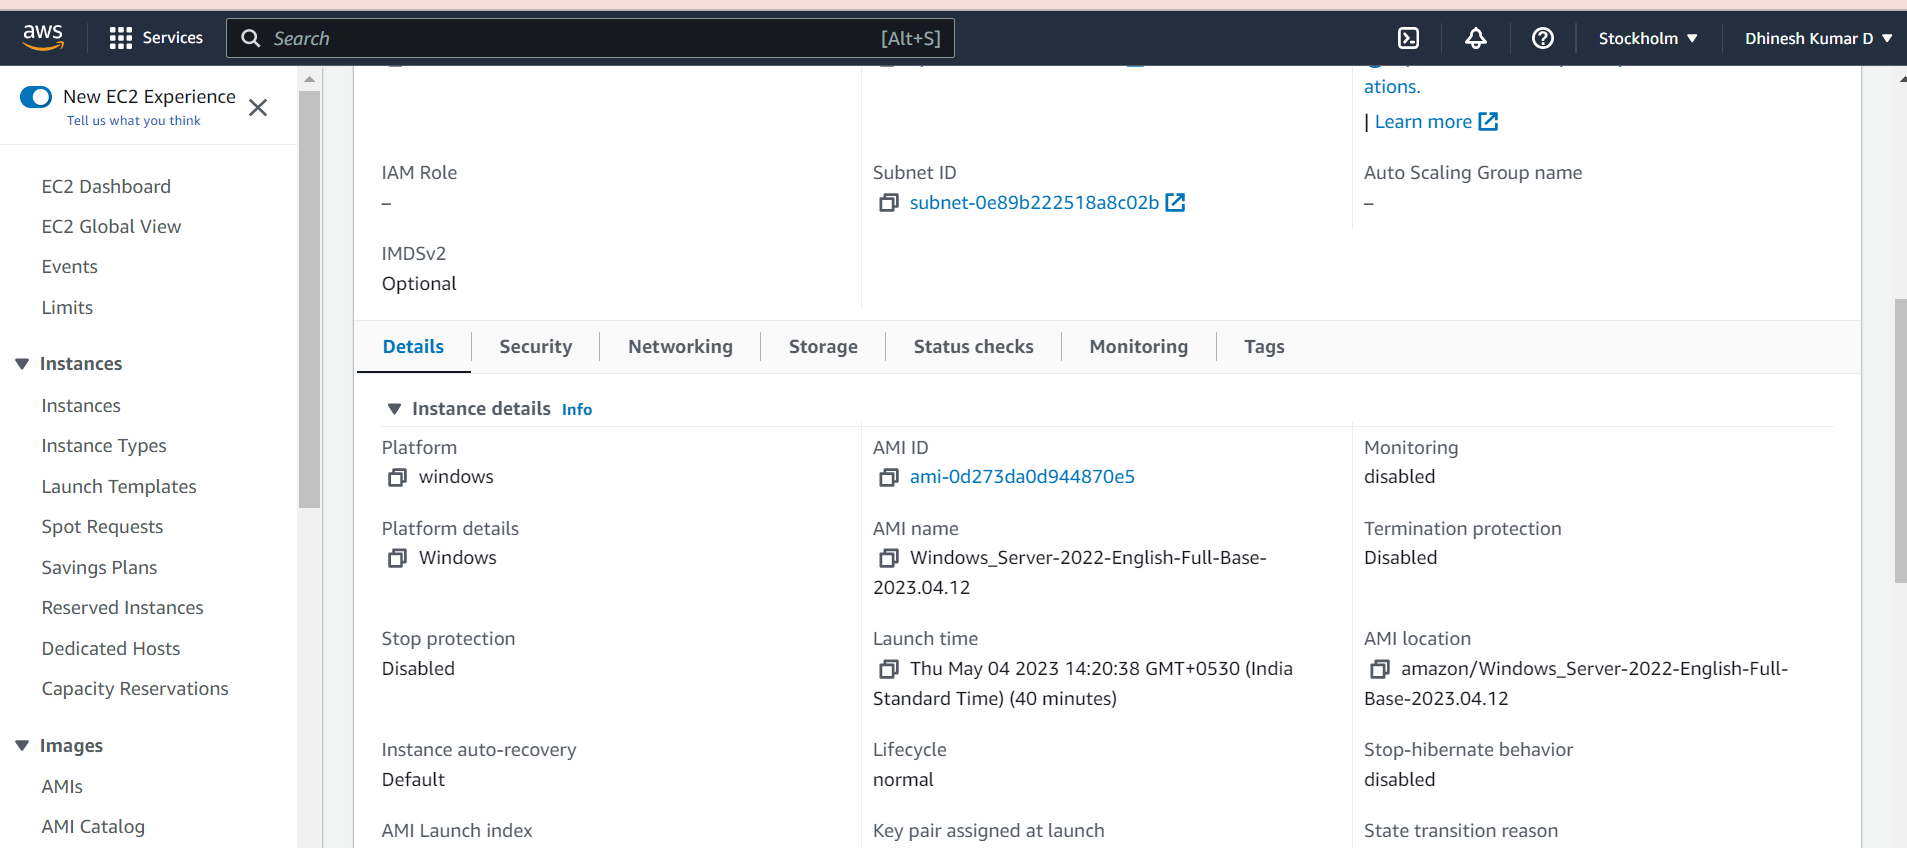 aws Services Search [Alt+S] Stockholm Dhinesh Kumar D
New EC2 Experience
Tell us what you think
EC2 Dashboard
EC2 Global View
Events
Limits
Instances
Instances
Instance Types
Launch Templates
Spot Requests
Savings Plans
Reserved Instances
Dedicated Hosts
Capacity Reservations
Images
AMIs
AMI Catalog
ations.
| Learn more
IAM Role
–
Subnet ID
subnet-0e89b222518a8c02b
Auto Scaling Group name
–
IMDSv2
Optional
Details Security Networking Storage Status checks Monitoring Tags
Instance details Info
Platform
windows
AMI ID
ami-0d273da0d944870e5
Monitoring
disabled
Platform details
Windows
AMI name
Windows_Server-2022-English-Full-Base-
2023.04.12
Termination protection
Disabled
Stop protection
Disabled
Launch time
Thu May 04 2023 14:20:38 GMT+0530 (India
Standard Time) (40 minutes)
AMI location
amazon/Windows_Server-2022-English-Full-
Base-2023.04.12
Instance auto-recovery
Default
Lifecycle
normal
Stop-hibernate behavior
disabled
AMI Launch index
Key pair assigned at launch
State transition reason